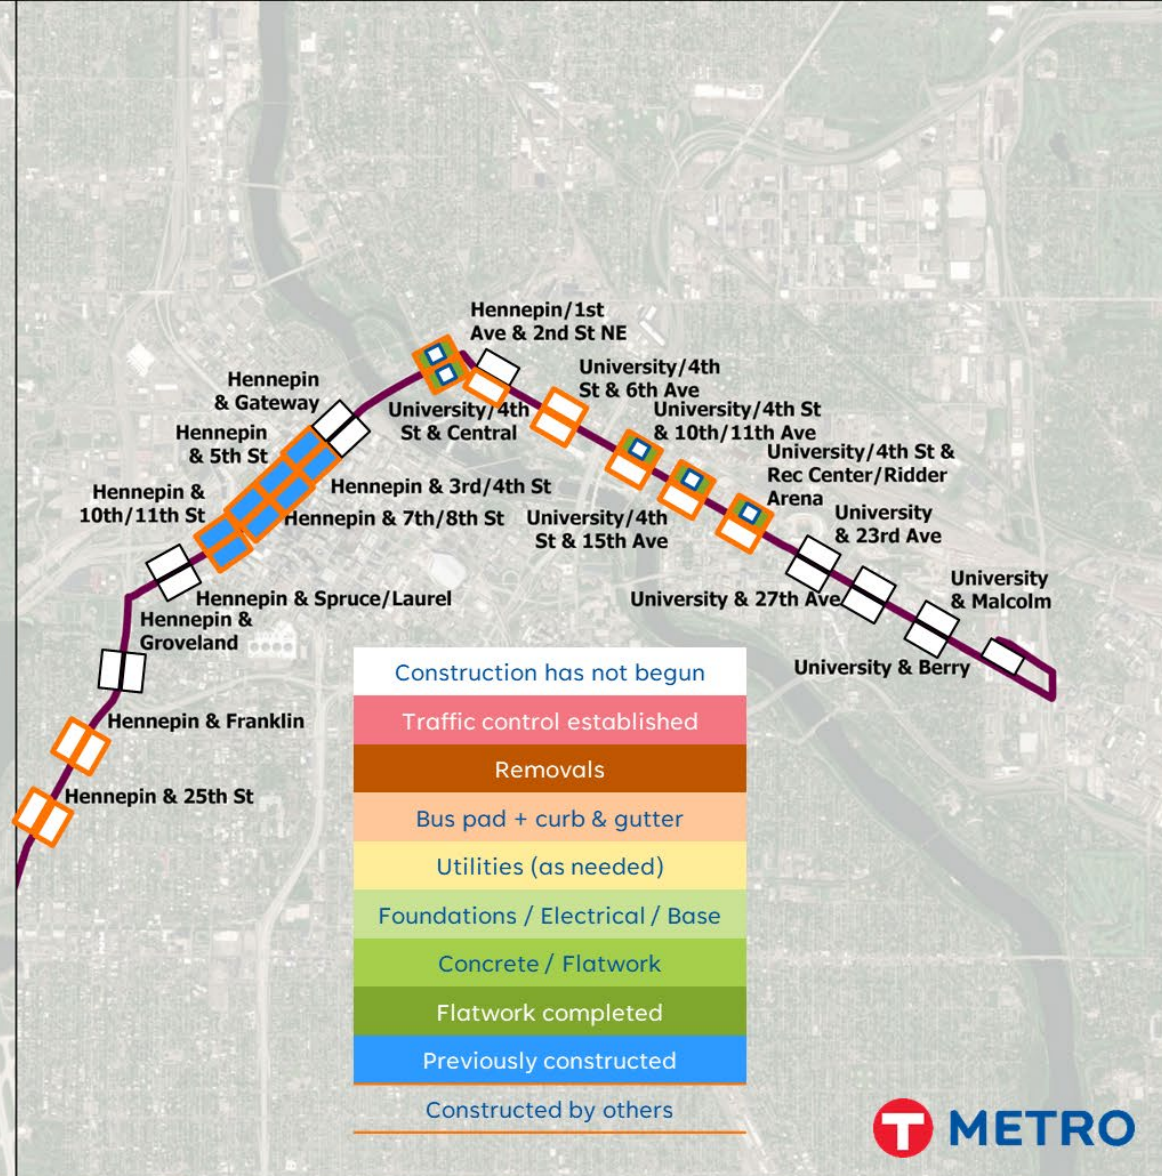 Hennepin/1st
Ave & 2nd St NE
University/4th
St & 6th Ave
Hennepin
& Gateway
University/4th
St & Central
University/4th St
& 10th/11th Ave
Hennepin
& 5th St
University/4th St &
Rec Center/Ridder
Arena
Hennepin & 3rd/4th St
Hennepin &
10th/11th St
Hennepin & 7th/8th St
University/4th
St & 15th Ave
University
& 23rd Ave
Hennepin & Spruce/Laurel
University & 27th Ave
University
& Malcolm
Hennepin &
Groveland
University & Berry
Hennepin & Franklin
Hennepin & 25th St
Construction has not begun
Traffic control established
Removals
Bus pad + curb & gutter
Utilities (as needed)
Foundations / Electrical / Base
Concrete / Flatwork
Flatwork completed
Previously constructed
Constructed by others
T METRO